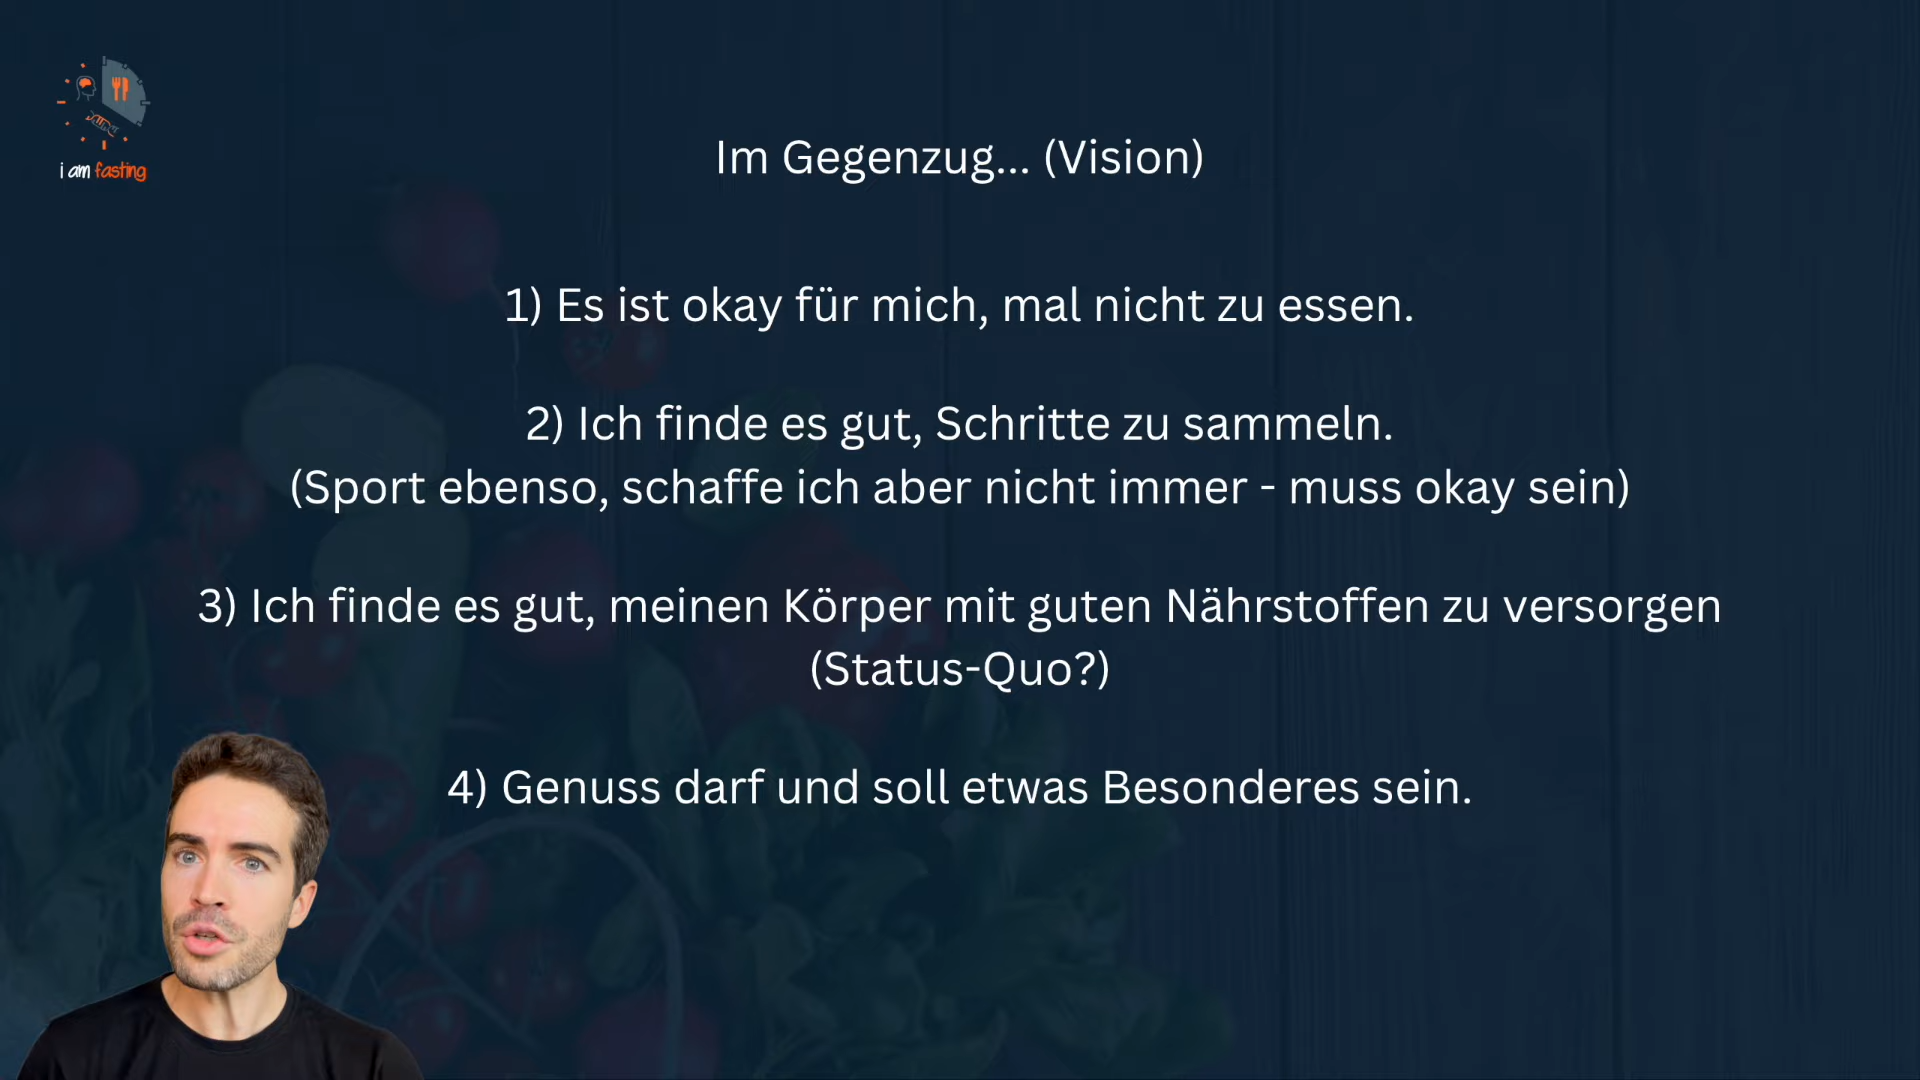 i am fasting
Im Gegenzug... (Vision)
1) Es ist okay für mich, mal nicht zu essen.
2) Ich finde es gut, Schritte zu sammeln.
(Sport ebenso, schaffe ich aber nicht immer - muss okay sein)
3) Ich finde es gut, meinen Körper mit guten Nährstoffen zu versorgen
(Status-Quo?)
4) Genuss darf und soll etwas Besonderes sein.